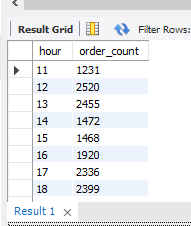 Result Grid Filter Rows:
hour order_count
11 1231
12 2520
13 2455
14 1472
15 1468
16 1920
17 2336
18 2399
Result 1 ×